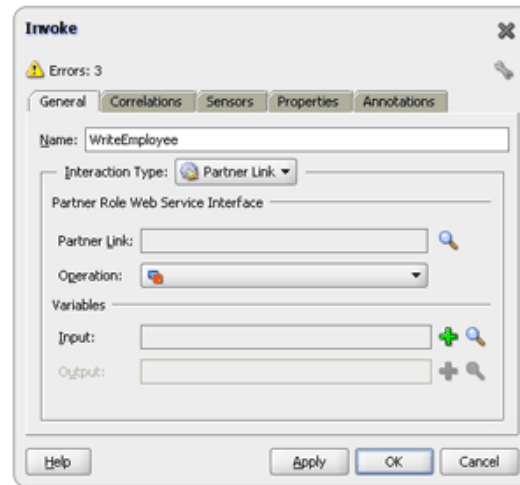 Invoke
Errors: 3
General Correlations Sensors Properties Annotations
Name: WriteEmployee
Interaction Type: Partner Link
Partner Role Web Service Interface
Partner Link:
Operation:
Variables
Input:
Output:
Help Apply OK Cancel